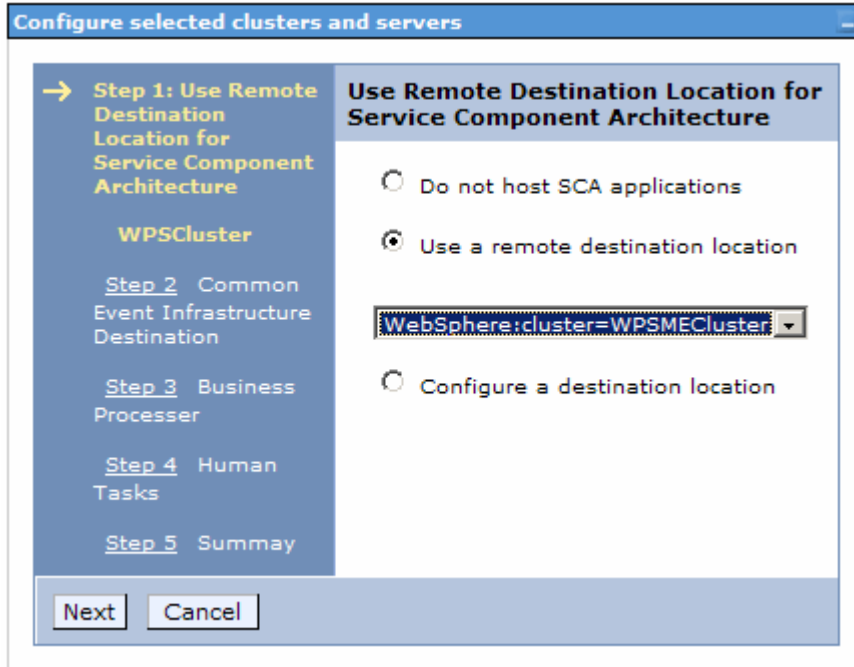 Configure selected clusters and servers
Step 1: Use Remote
Destination
Location for
Service Component
Architecture
WPSCluster
Step 2 Common
Event Infrastructure
Destination
Step 3 Business
Processer
Step 4 Human
Tasks
Step 5 Summay
Use Remote Destination Location for
Service Component Architecture
Do not host SCA applications
Use a remote destination location
WebSphere:cluster=WPSMECluster
Configure a destination location
Next Cancel